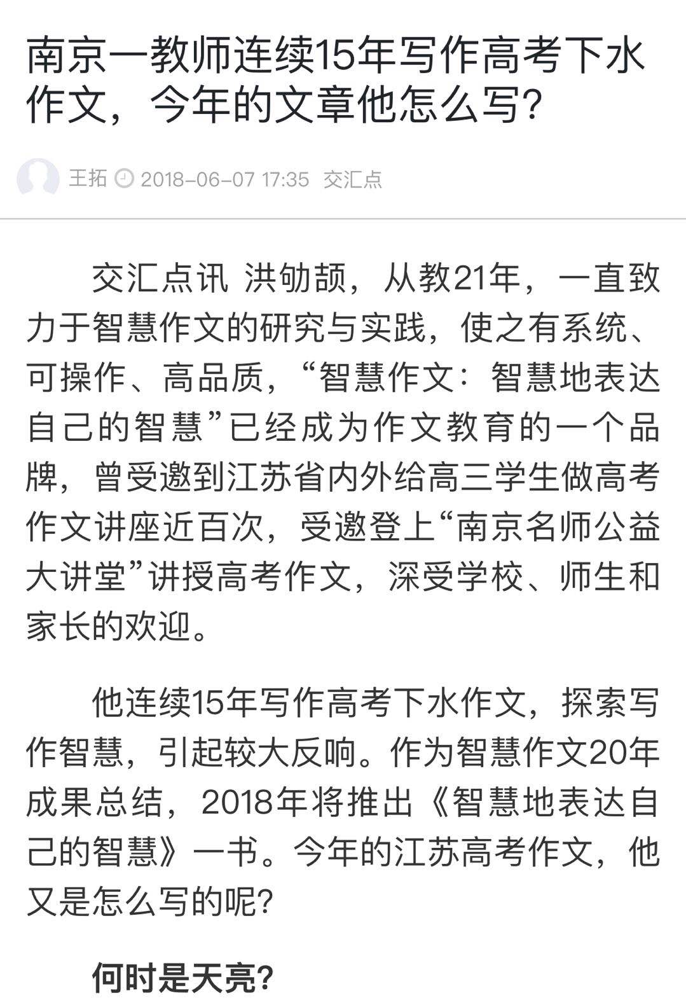 南京一教师连续15年写作高考下水
作文，今年的文章他怎么写？
王拓 2018-06-07 17:35 交汇点
交汇点讯 洪劬颉，从教21年，一直致
力于智慧作文的研究与实践，使之有系统、
可操作、高品质，“智慧作文：智慧地表达
自己的智慧”已经成为作文教育的一个品
牌，曾受邀到江苏省内外给高三学生做高考
作文讲座近百次，受邀登上“南京名师公益
大讲堂”讲授高考作文，深受学校、师生和
家长的欢迎。
他连续15年写作高考下水作文，探索写
作智慧，引起较大反响。作为智慧作文20年
成果总结，2018年将推出《智慧地表达自
己的智慧》一书。今年的江苏高考作文，他
又是怎么写的呢？
何时是天亮？